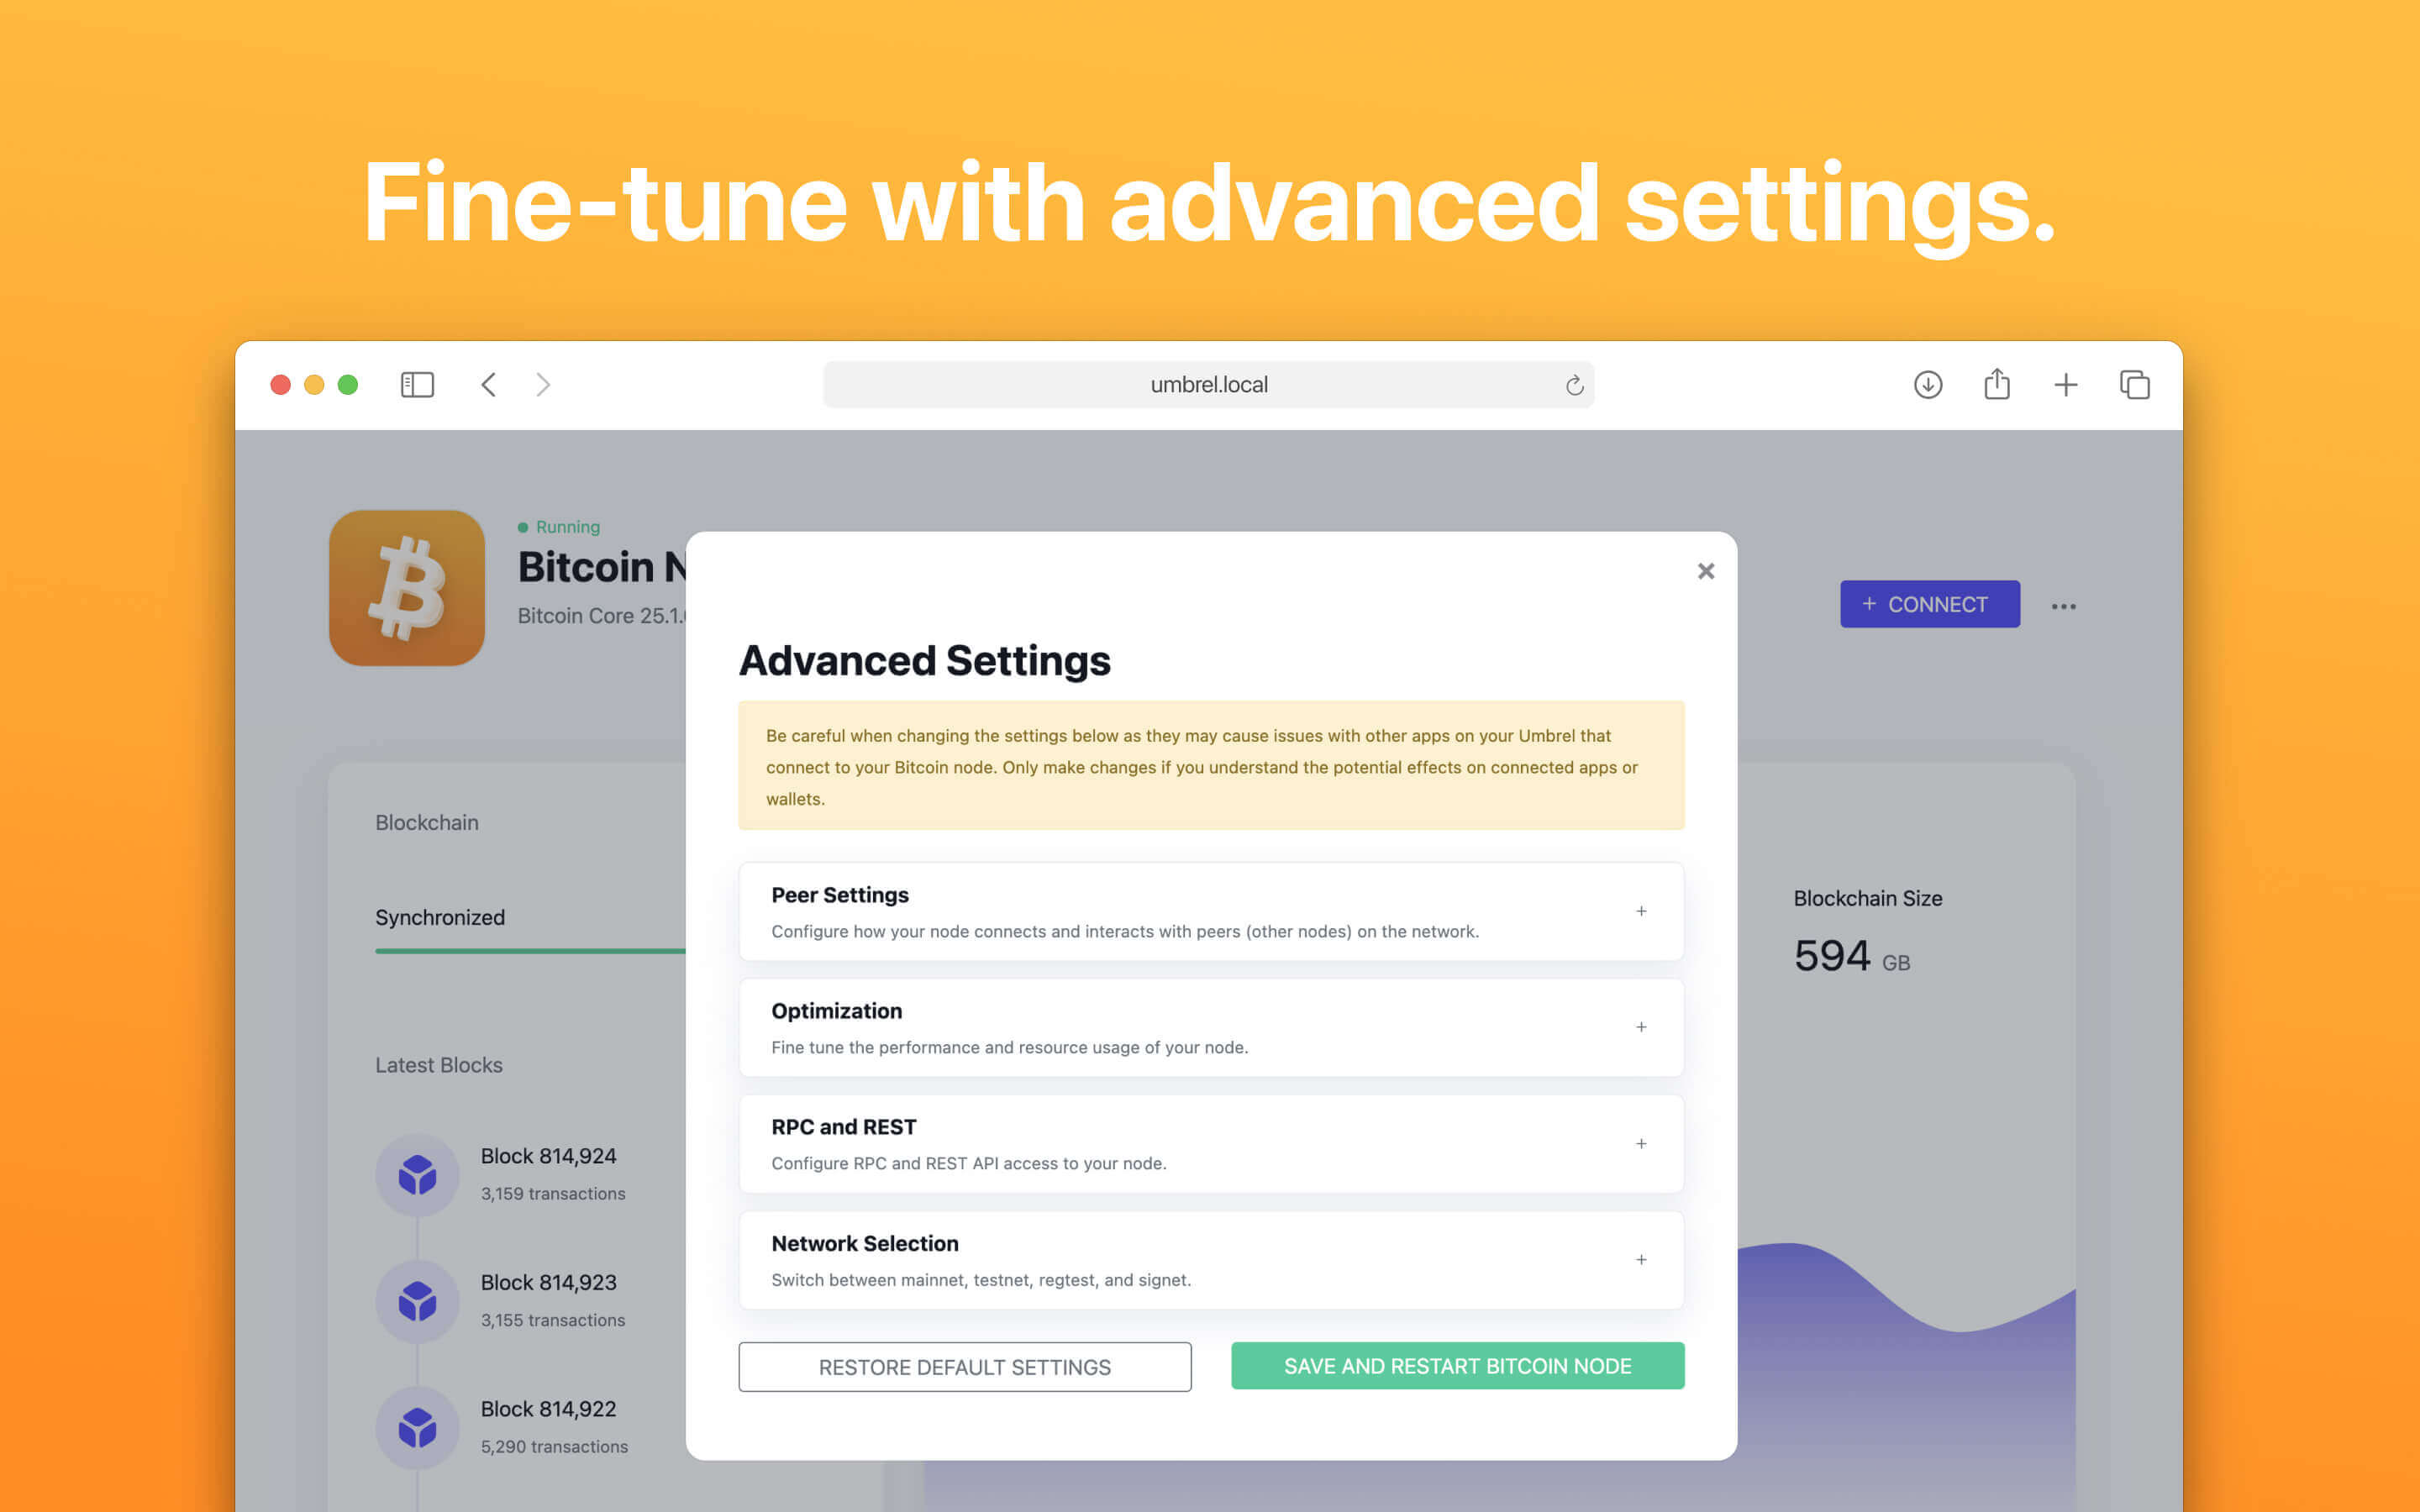 Fine-tune with advanced settings.
umbrel.local
Running
Bitcoin N
Bitcoin Core 25.1.
+ CONNECT
Advanced Settings
Be careful when changing the settings below as they may cause issues with other apps on your Umbrel that
connect to your Bitcoin node. Only make changes if you understand the potential effects on connected apps or
wallets.
Peer Settings
Configure how your node connects and interacts with peers (other nodes) on the network.
Optimization
Fine tune the performance and resource usage of your node.
RPC and REST
Configure RPC and REST API access to your node.
Network Selection
Switch between mainnet, testnet, regtest, and signet.
RESTORE DEFAULT SETTINGS
SAVE AND RESTART BITCOIN NODE
Blockchain
Synchronized
Latest Blocks
Block 814,924
3,159 transactions
Block 814,923
3,155 transactions
Block 814,922
5,290 transactions
Blockchain Size
594 GB